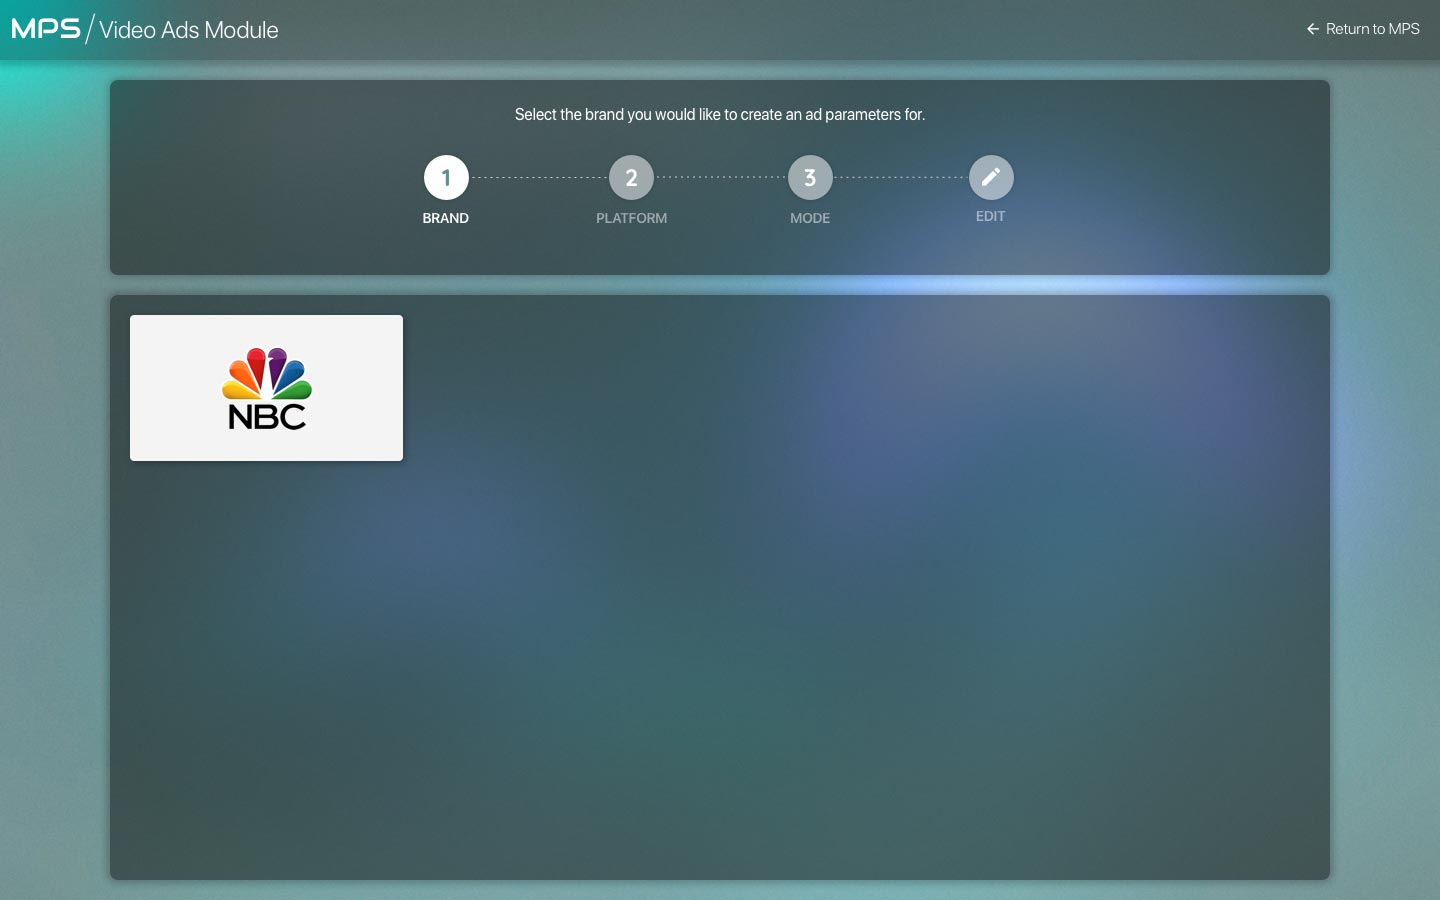 MPS / Video Ads Module
← Return to MPS
Select the brand you would like to create an ad parameters for.
1
2
3
BRAND
PLATFORM
MODE
EDIT
NBC